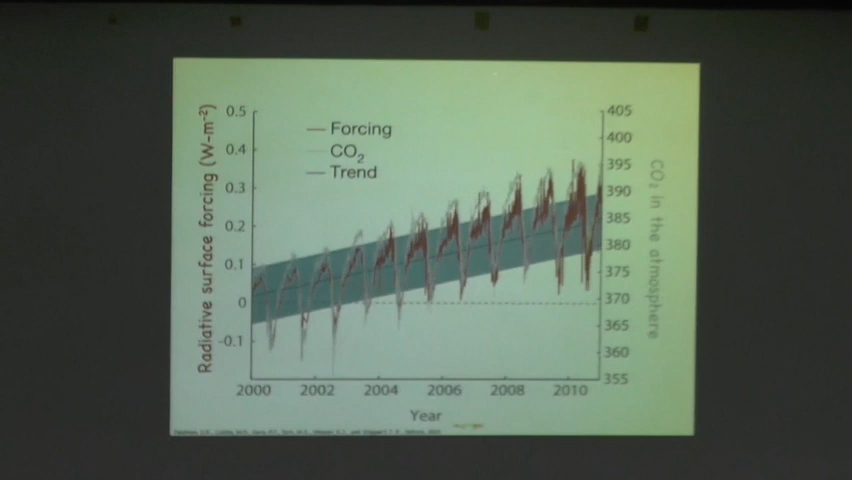 Radiative surface forcing (W-m⁻²)
0.5
0.4
0.3
0.2
0.1
0
-0.1
Forcing
CO₂
Trend
405
400
395
390
385
380
375
370
365
360
355
CO₂ in the atmosphere
2000 2002 2004 2006 2008 2010
Year